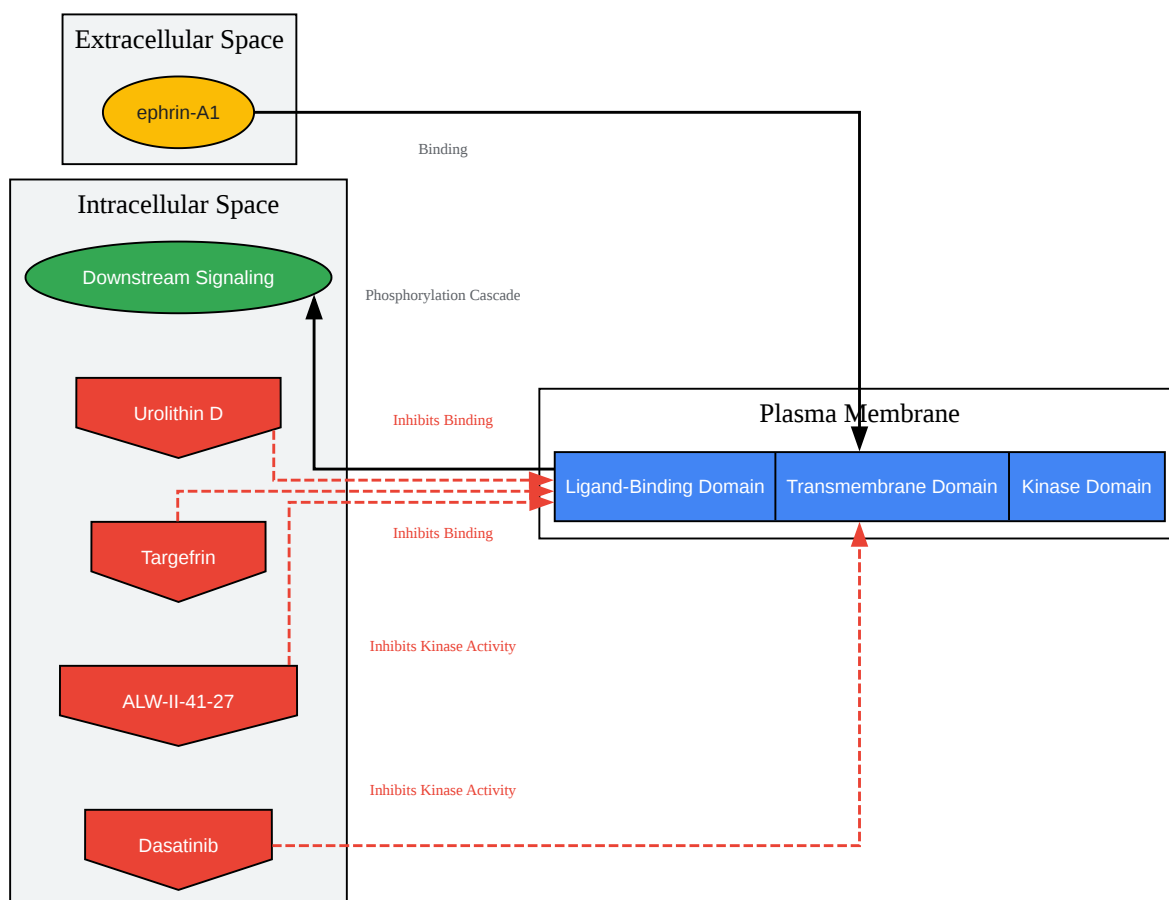 Extracellular Space
ephrin-A1
Binding
Intracellular Space
Downstream Signaling
Phosphorylation Cascade
Urolithin D
Inhibits Binding
Plasma Membrane
Ligand-Binding Domain
Transmembrane Domain
Kinase Domain
Targefrin
Inhibits Binding
ALW-II-41-27
Inhibits Kinase Activity
Dasatinib
Inhibits Kinase Activity